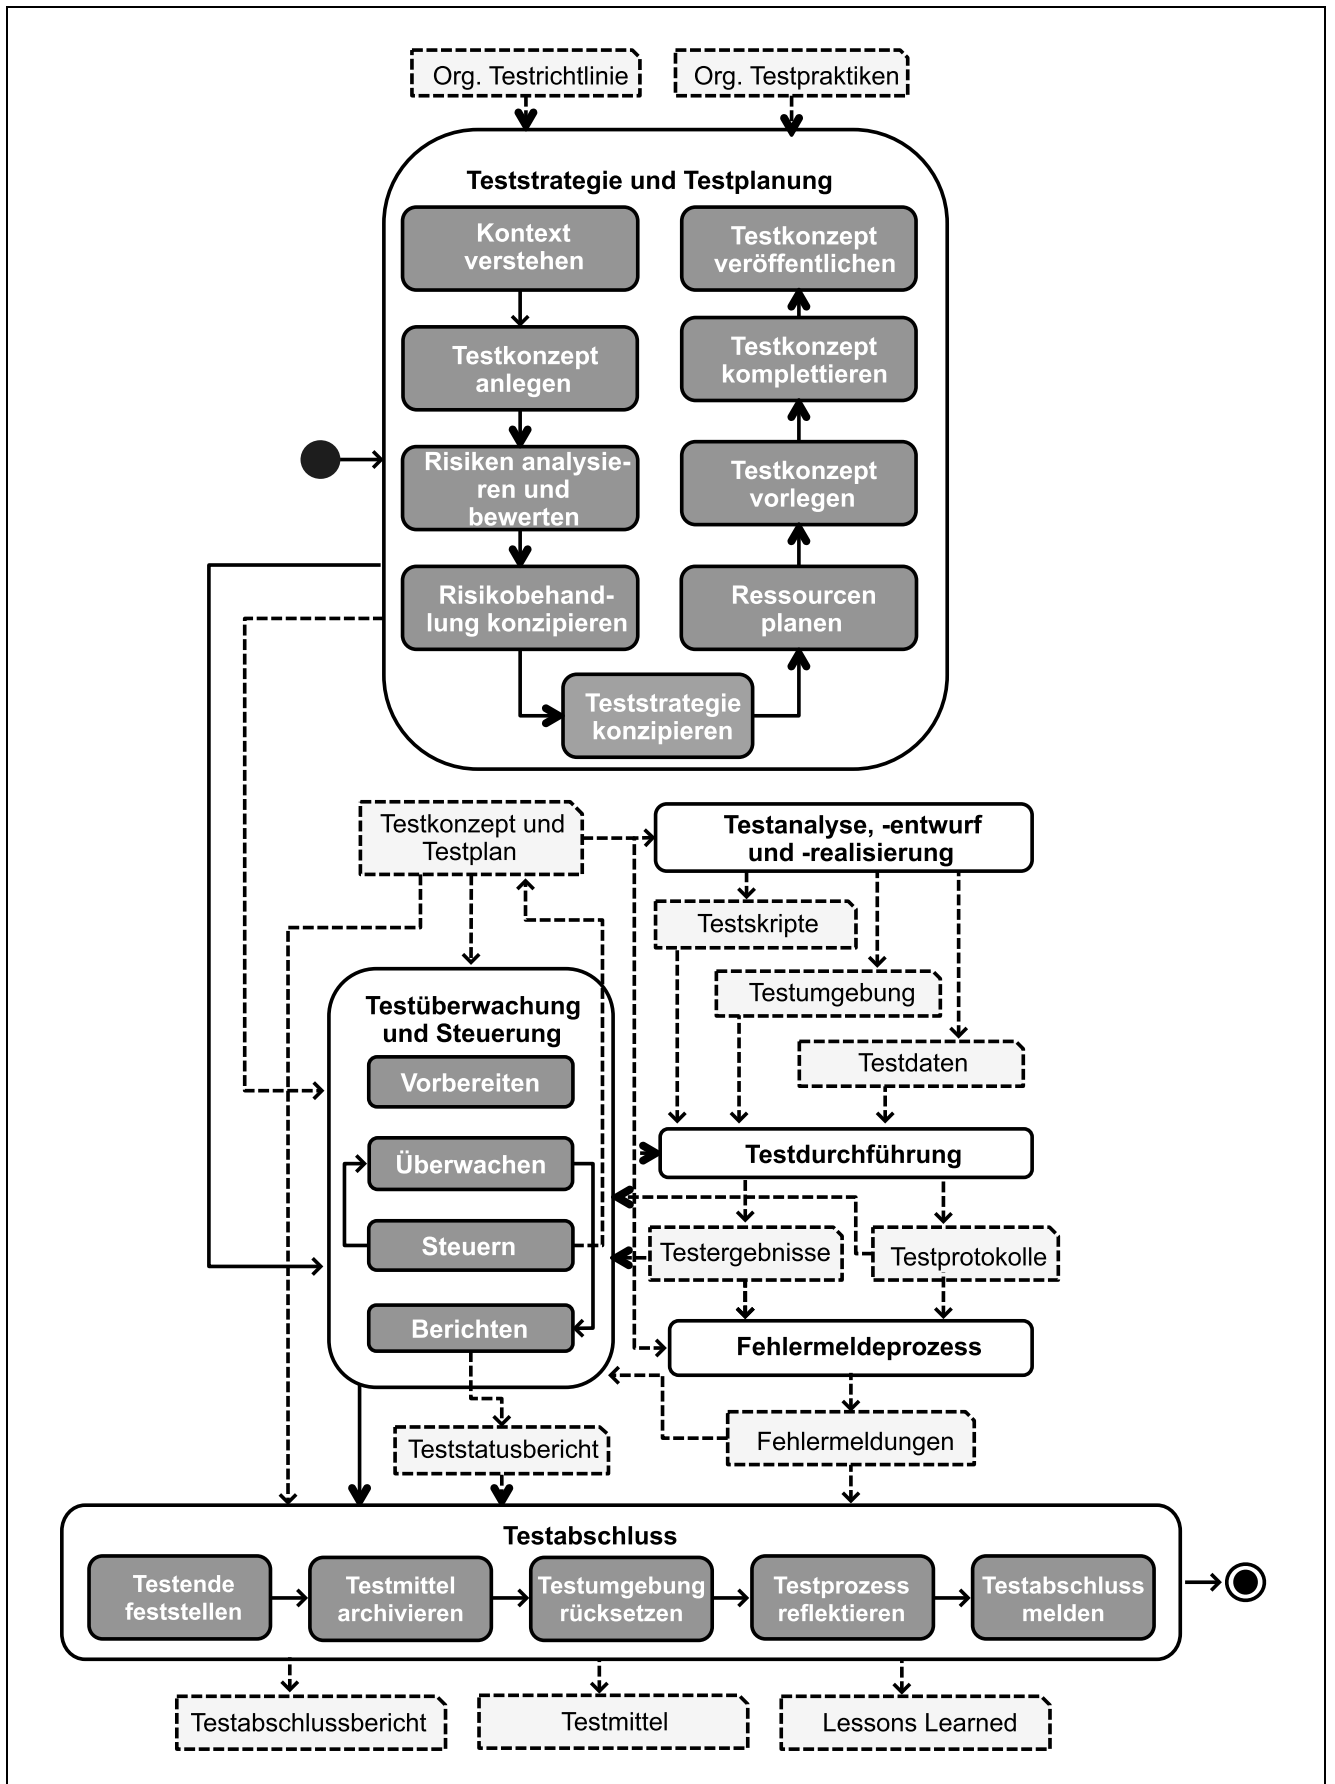 Org. Testrichtlinie
Org. Testpraktiken
Teststrategie und Testplanung
Kontext
verstehen
Testkonzept
anlegen
Risiken analysie-
ren und
bewerten
Risikobehand-
lung konzipieren
Teststrategie
konzipieren
Ressourcen
planen
Testkonzept
vorlegen
Testkonzept
komplettieren
Testkonzept
veröffentlichen
Testkonzept und
Testplan
Testanalyse, -entwurf
und -realisierung
Testskripte
Testumgebung
Testdaten
Testüberwachung
und Steuerung
Vorbereiten
Überwachen
Steuern
Berichten
Testdurchführung
Testergebnisse
Testprotokolle
Fehlermeldeprozess
Teststatusbericht
Fehlermeldungen
Testabschluss
Testende
feststellen
Testmittel
archivieren
Testumgebung
rücksetzen
Testprozess
reflektieren
Testabschluss
melden
Testabschlussbericht
Testmittel
Lessons Learned